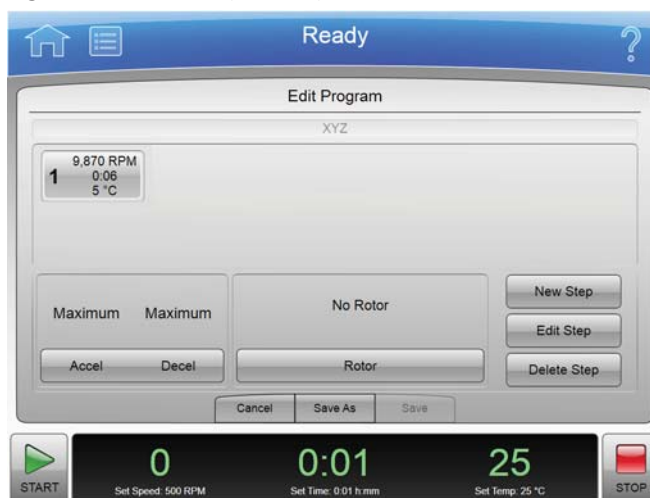 Ready
?
Edit Program
XYZ
9,870 RPM
1 0:06
5 °C
Maximum Maximum
No Rotor
New Step
Edit Step
Accel Decel
Rotor
Delete Step
Cancel Save As Save
0 0:01 25
START Set Speed: 500 RPM Set Time: 0:01 h:mm Set Temp: 25 °C STOP